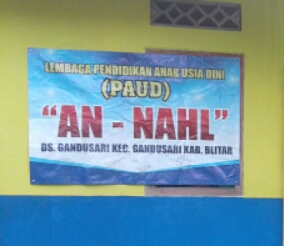 LEMBAGA PENDIDIKAN ANAK USIA DINI
(PAUD)
"AN - NAHL"
DS. GANDUSARI KEC. GANDUSARI KAB. BLITAR